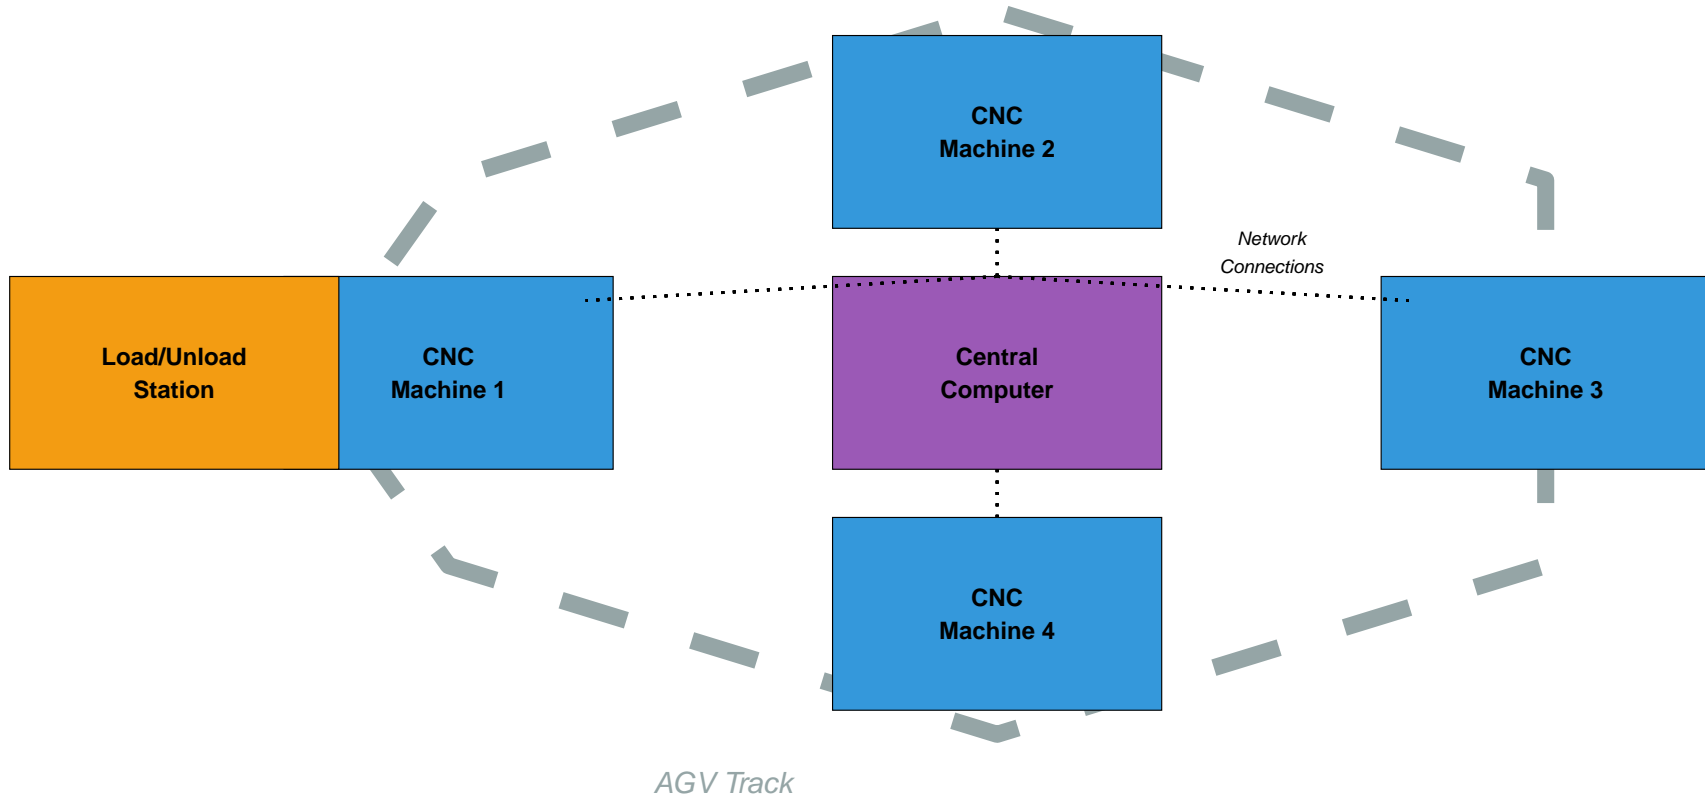 CNC
Machine 2
Network
Connections
Load/Unload
Station
CNC
Machine 1
Central
Computer
CNC
Machine 3
CNC
Machine 4
AGV Track